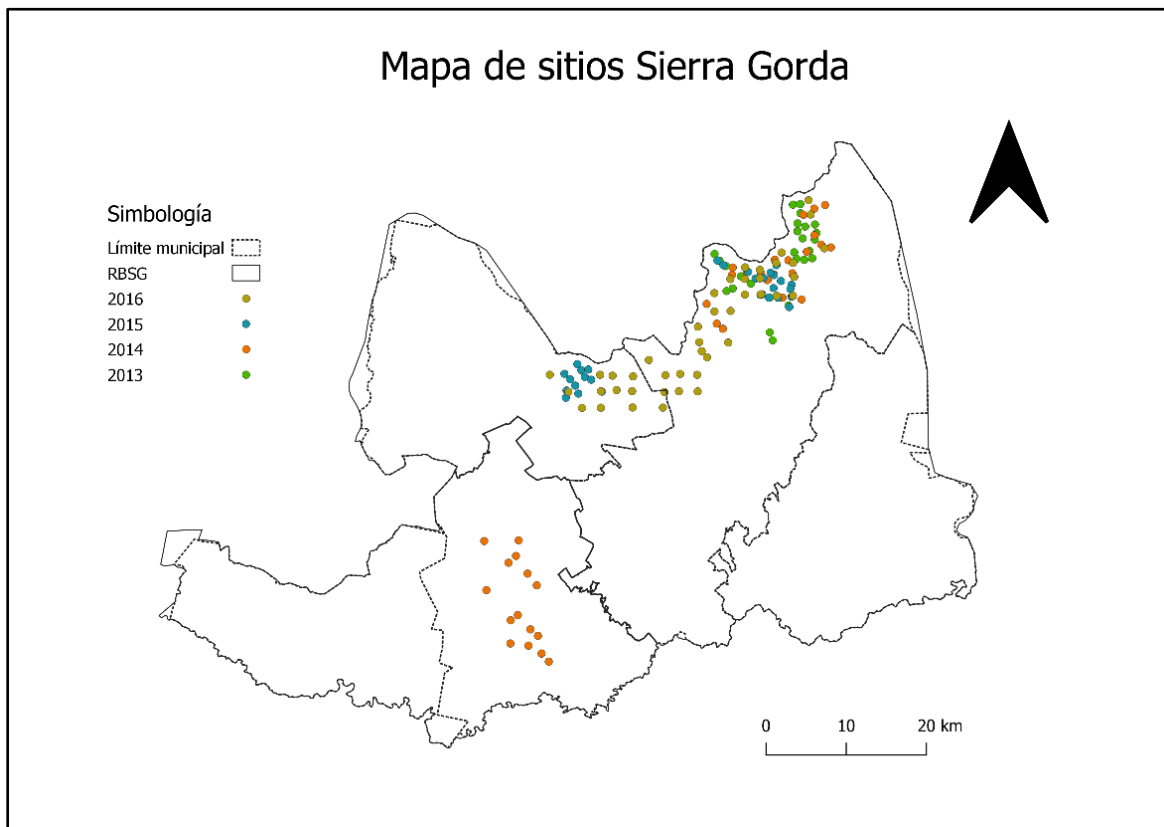 Mapa de sitios Sierra Gorda
Simbología
Límite municipal
RBSG
2016
2015
2014
2013
0 10 20 km